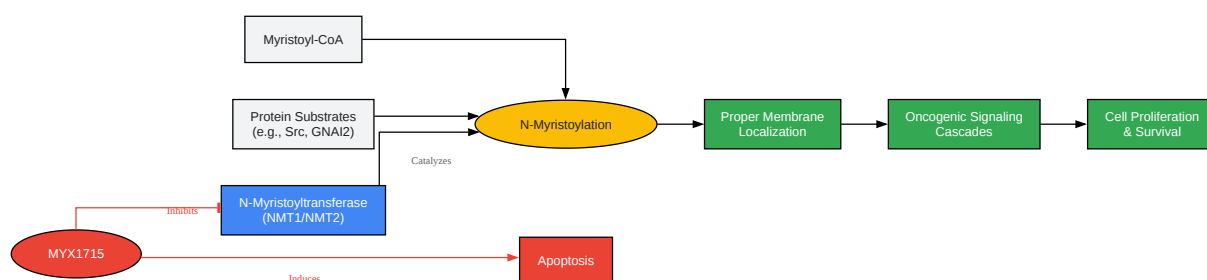 Myristoyl-CoA
Protein Substrates
(e.g., Src, GNAI2)
N-Myristoylation
Proper Membrane
Localization
Oncogenic Signaling
Cascades
Cell Proliferation
& Survival
Catalyzes
N-Myristoyltransferase
(NMT1/NMT2)
Inhibits
MYX1715
Apoptosis
Induces